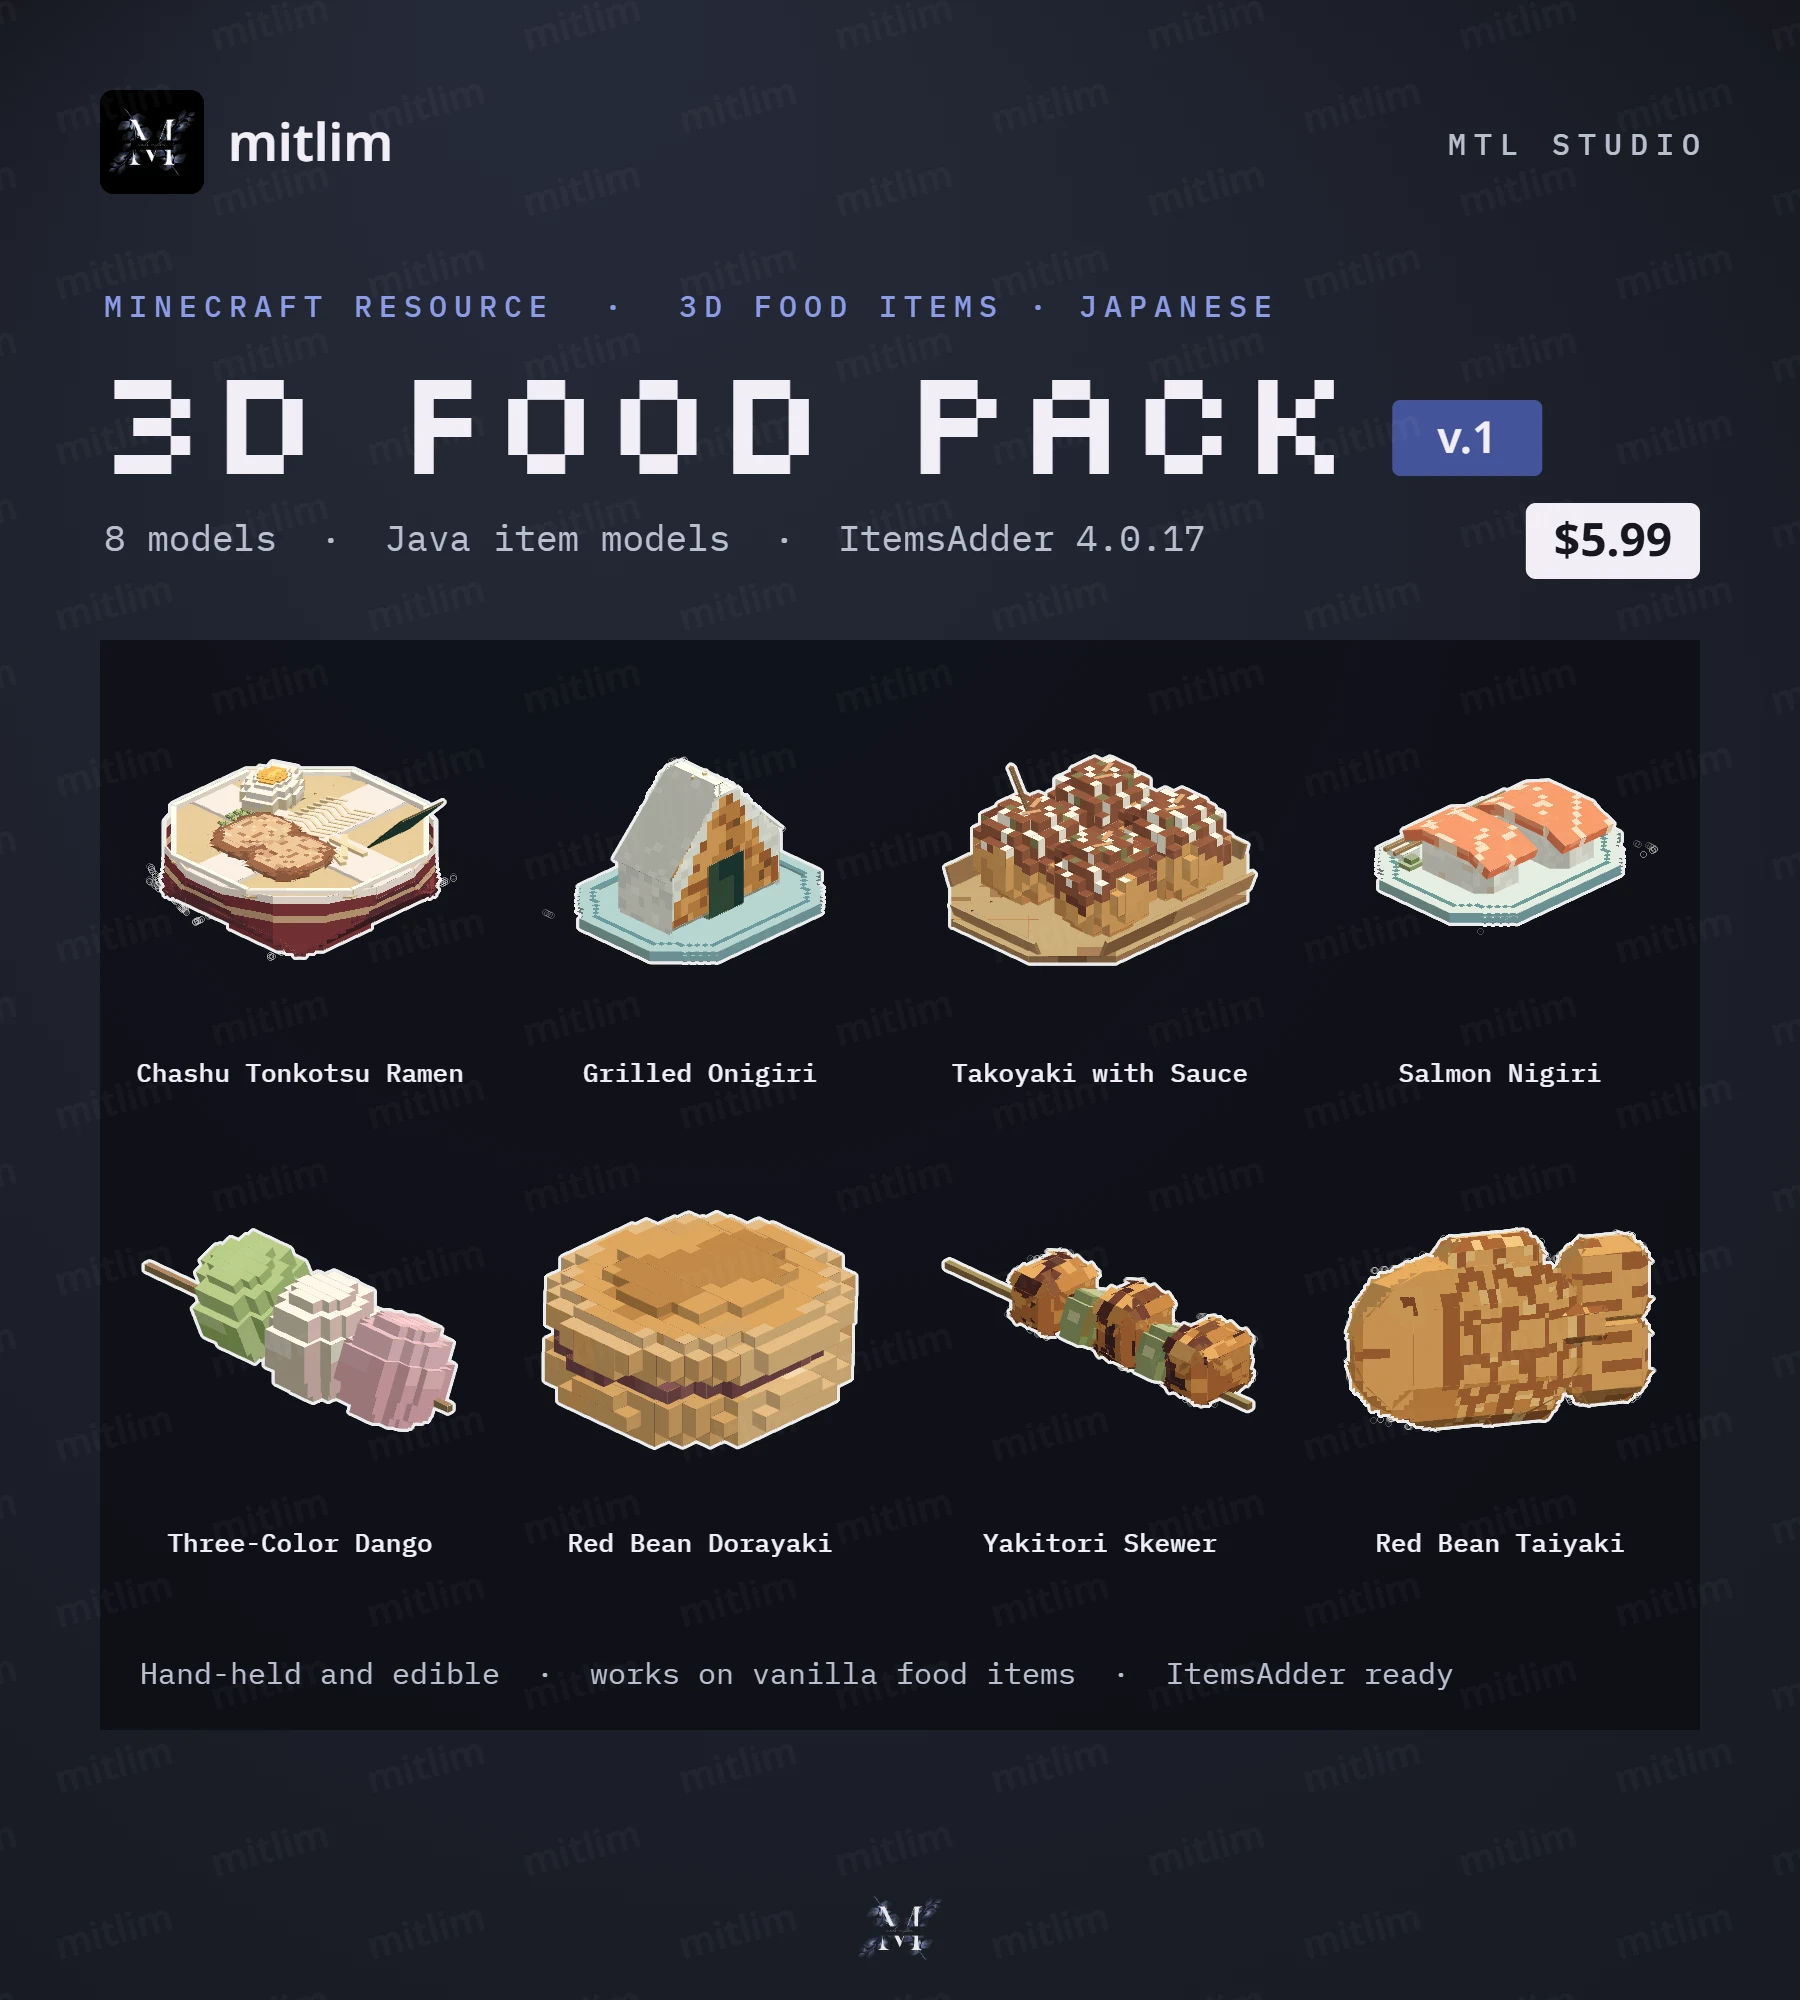 mitlim
MTL STUDIO
MINECRAFT RESOURCE · 3D FOOD ITEMS · JAPANESE
3D FOOD PACK v.1
8 models · Java item models · ItemsAdder 4.0.17
$5.99
Chashu Tonkotsu Ramen
Grilled Onigiri
Takoyaki with Sauce
Salmon Nigiri
Three-Color Dango
Red Bean Dorayaki
Yakitori Skewer
Red Bean Taiyaki
Hand-held and edible · works on vanilla food items · ItemsAdder ready